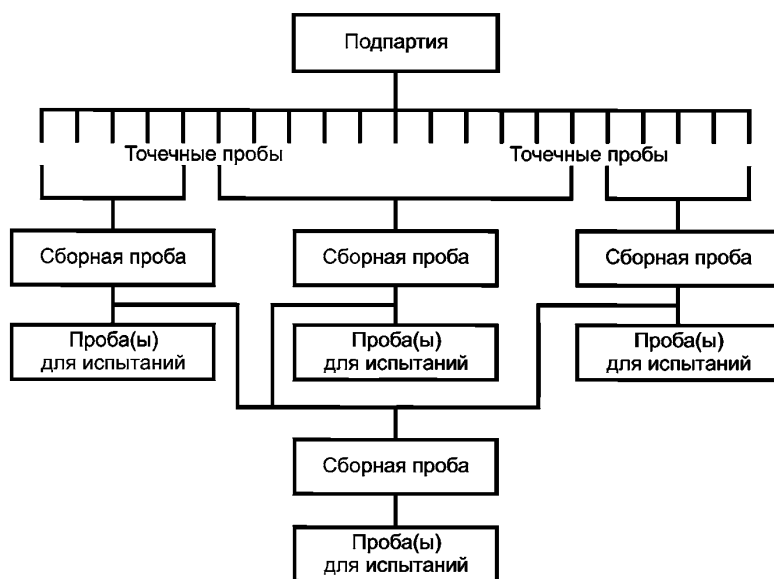 Подпартия
Точечные пробы
Точечные пробы
Сборная проба
Сборная проба
Сборная проба
Проба(ы)
для испытаний
Проба(ы)
для испытаний
Проба(ы)
для испытаний
Сборная проба
Проба(ы)
для испытаний